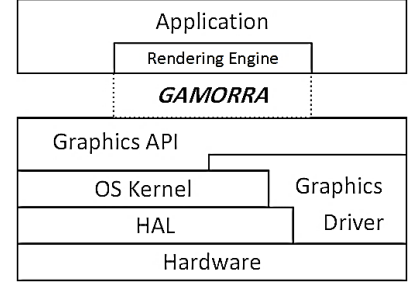 Application
Rendering Engine
GAMORRA
Graphics API
OS Kernel
Graphics
Driver
HAL
Hardware